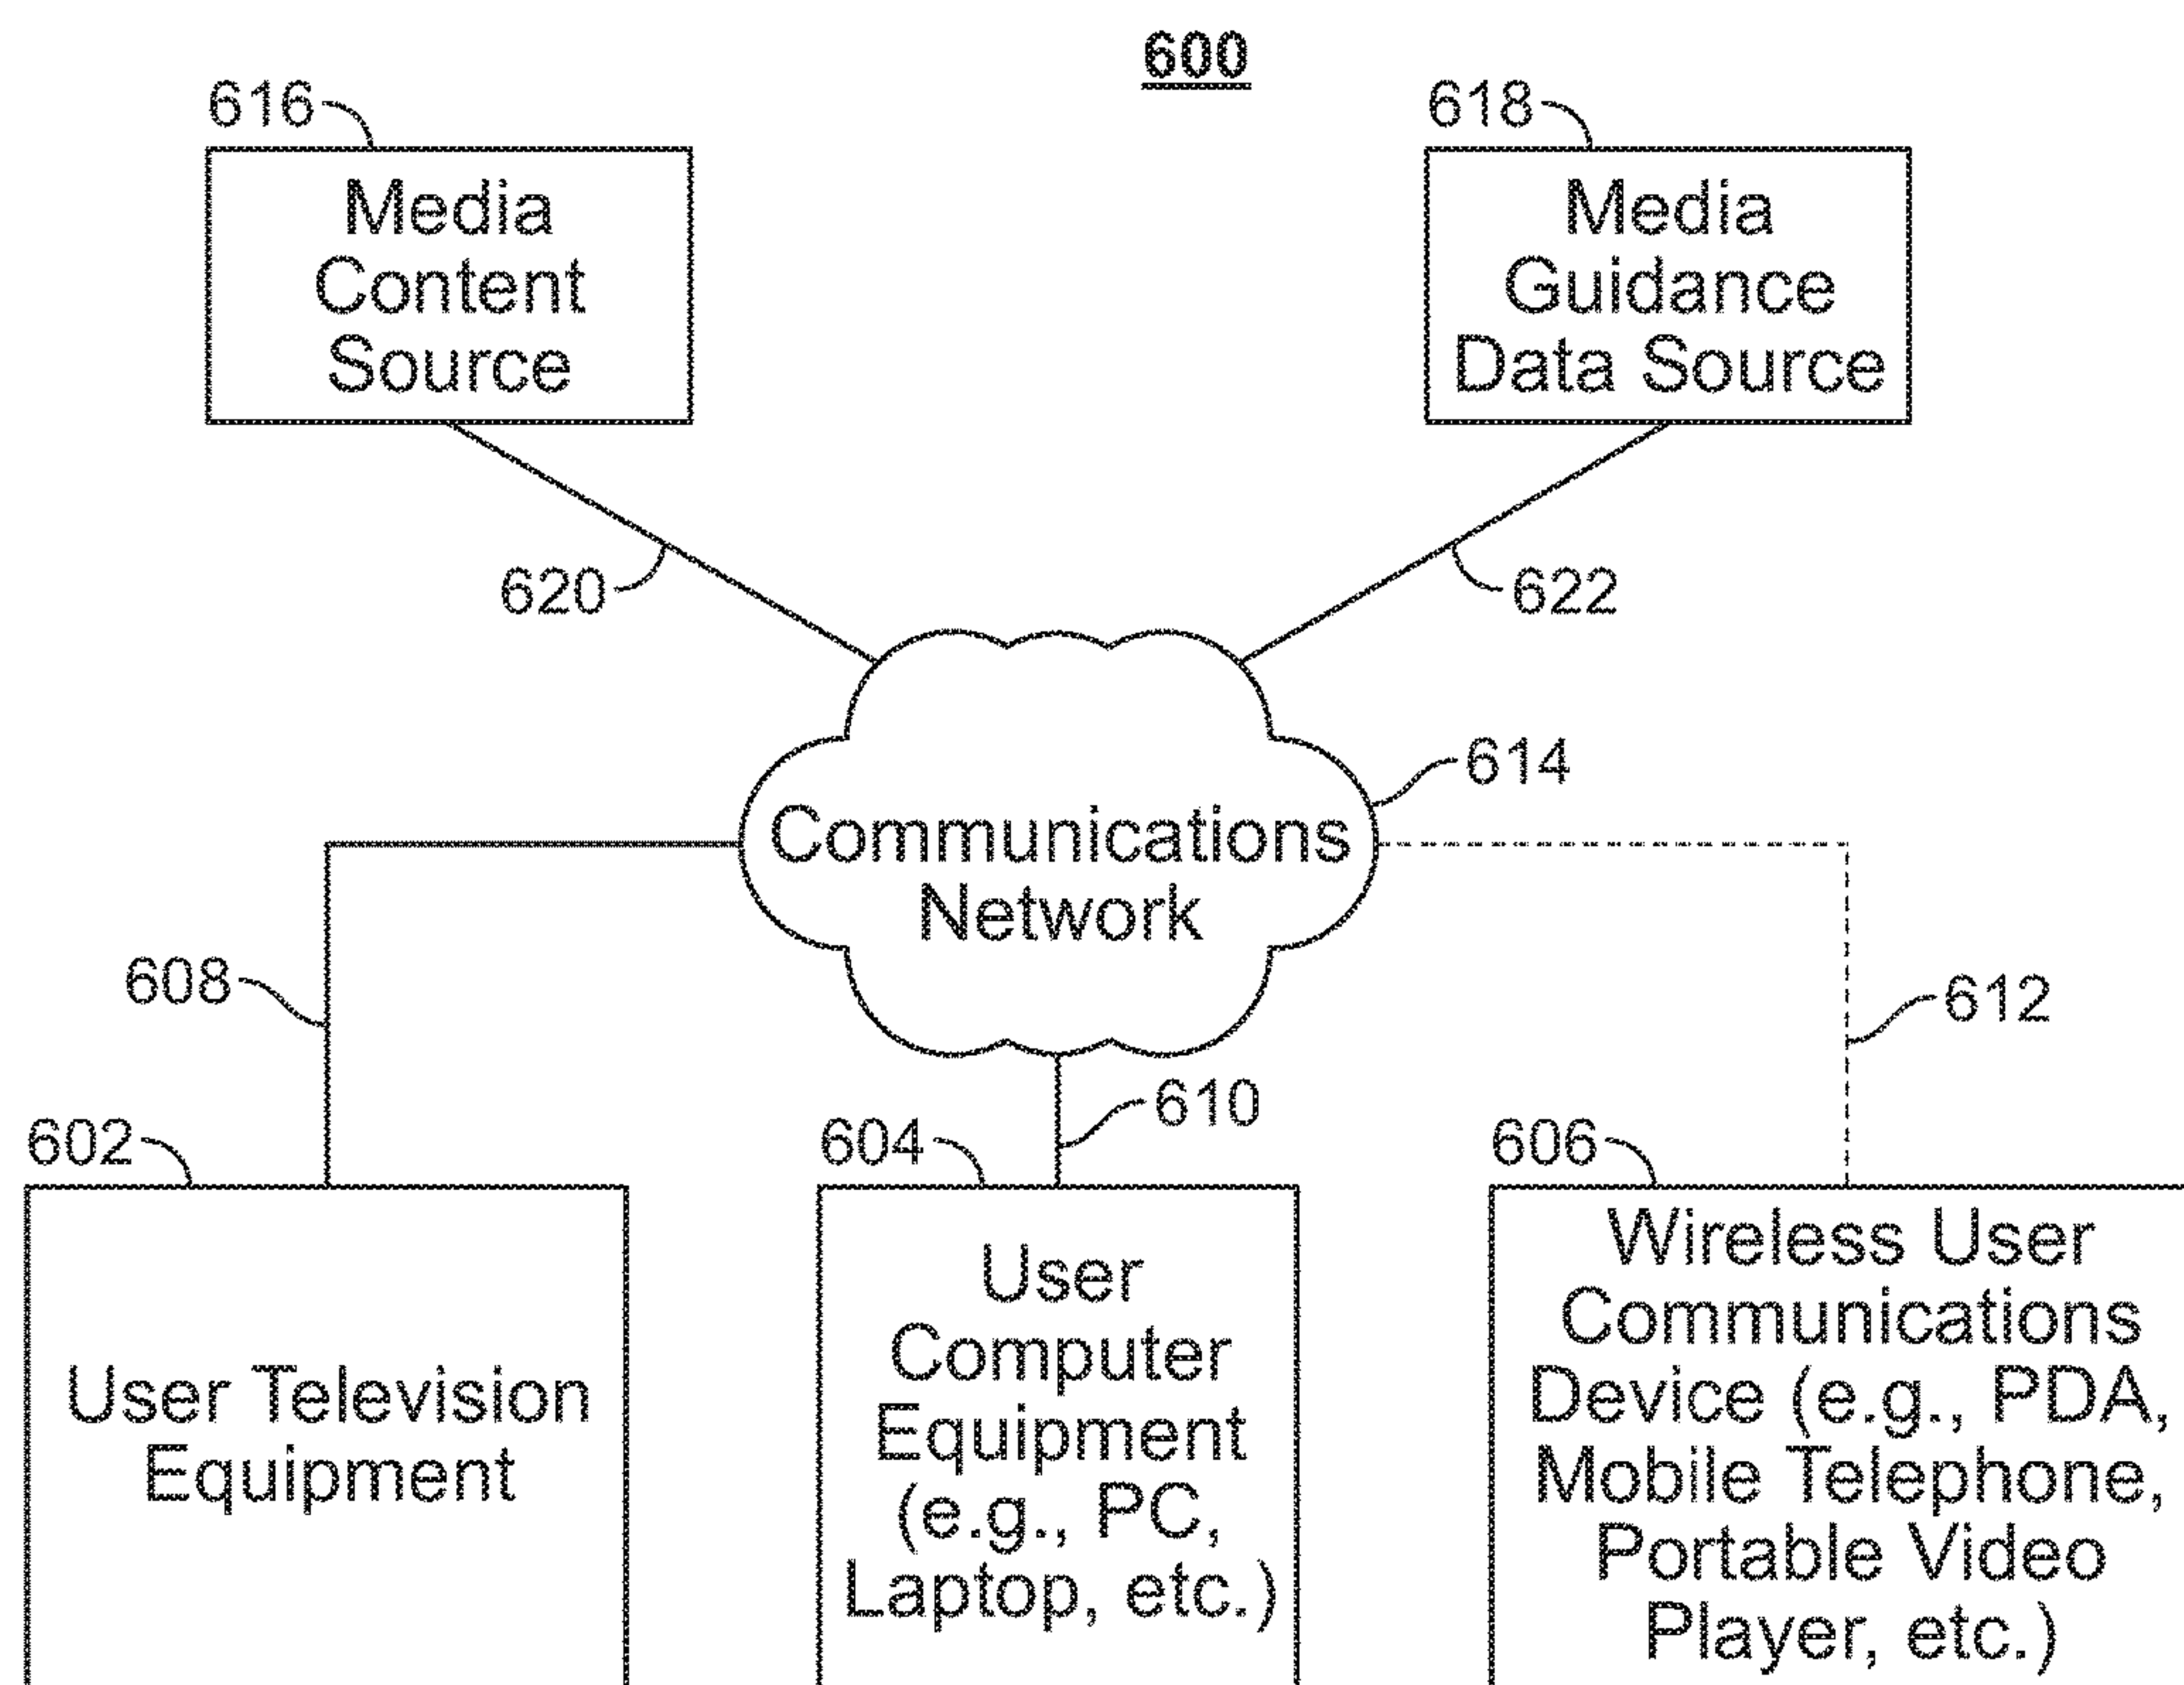 600
616
618
Media
Content
Source
Media
Guidance
Data Source
620
622
614
Communications
Network
608
612
610
602
604
606
User Television
Equipment
User
Computer
Equipment
(e.g., PC,
Laptop, etc.)
Wireless User
Communications
Device (e.g., PDA,
Mobile Telephone,
Portable Video
Player, etc.)